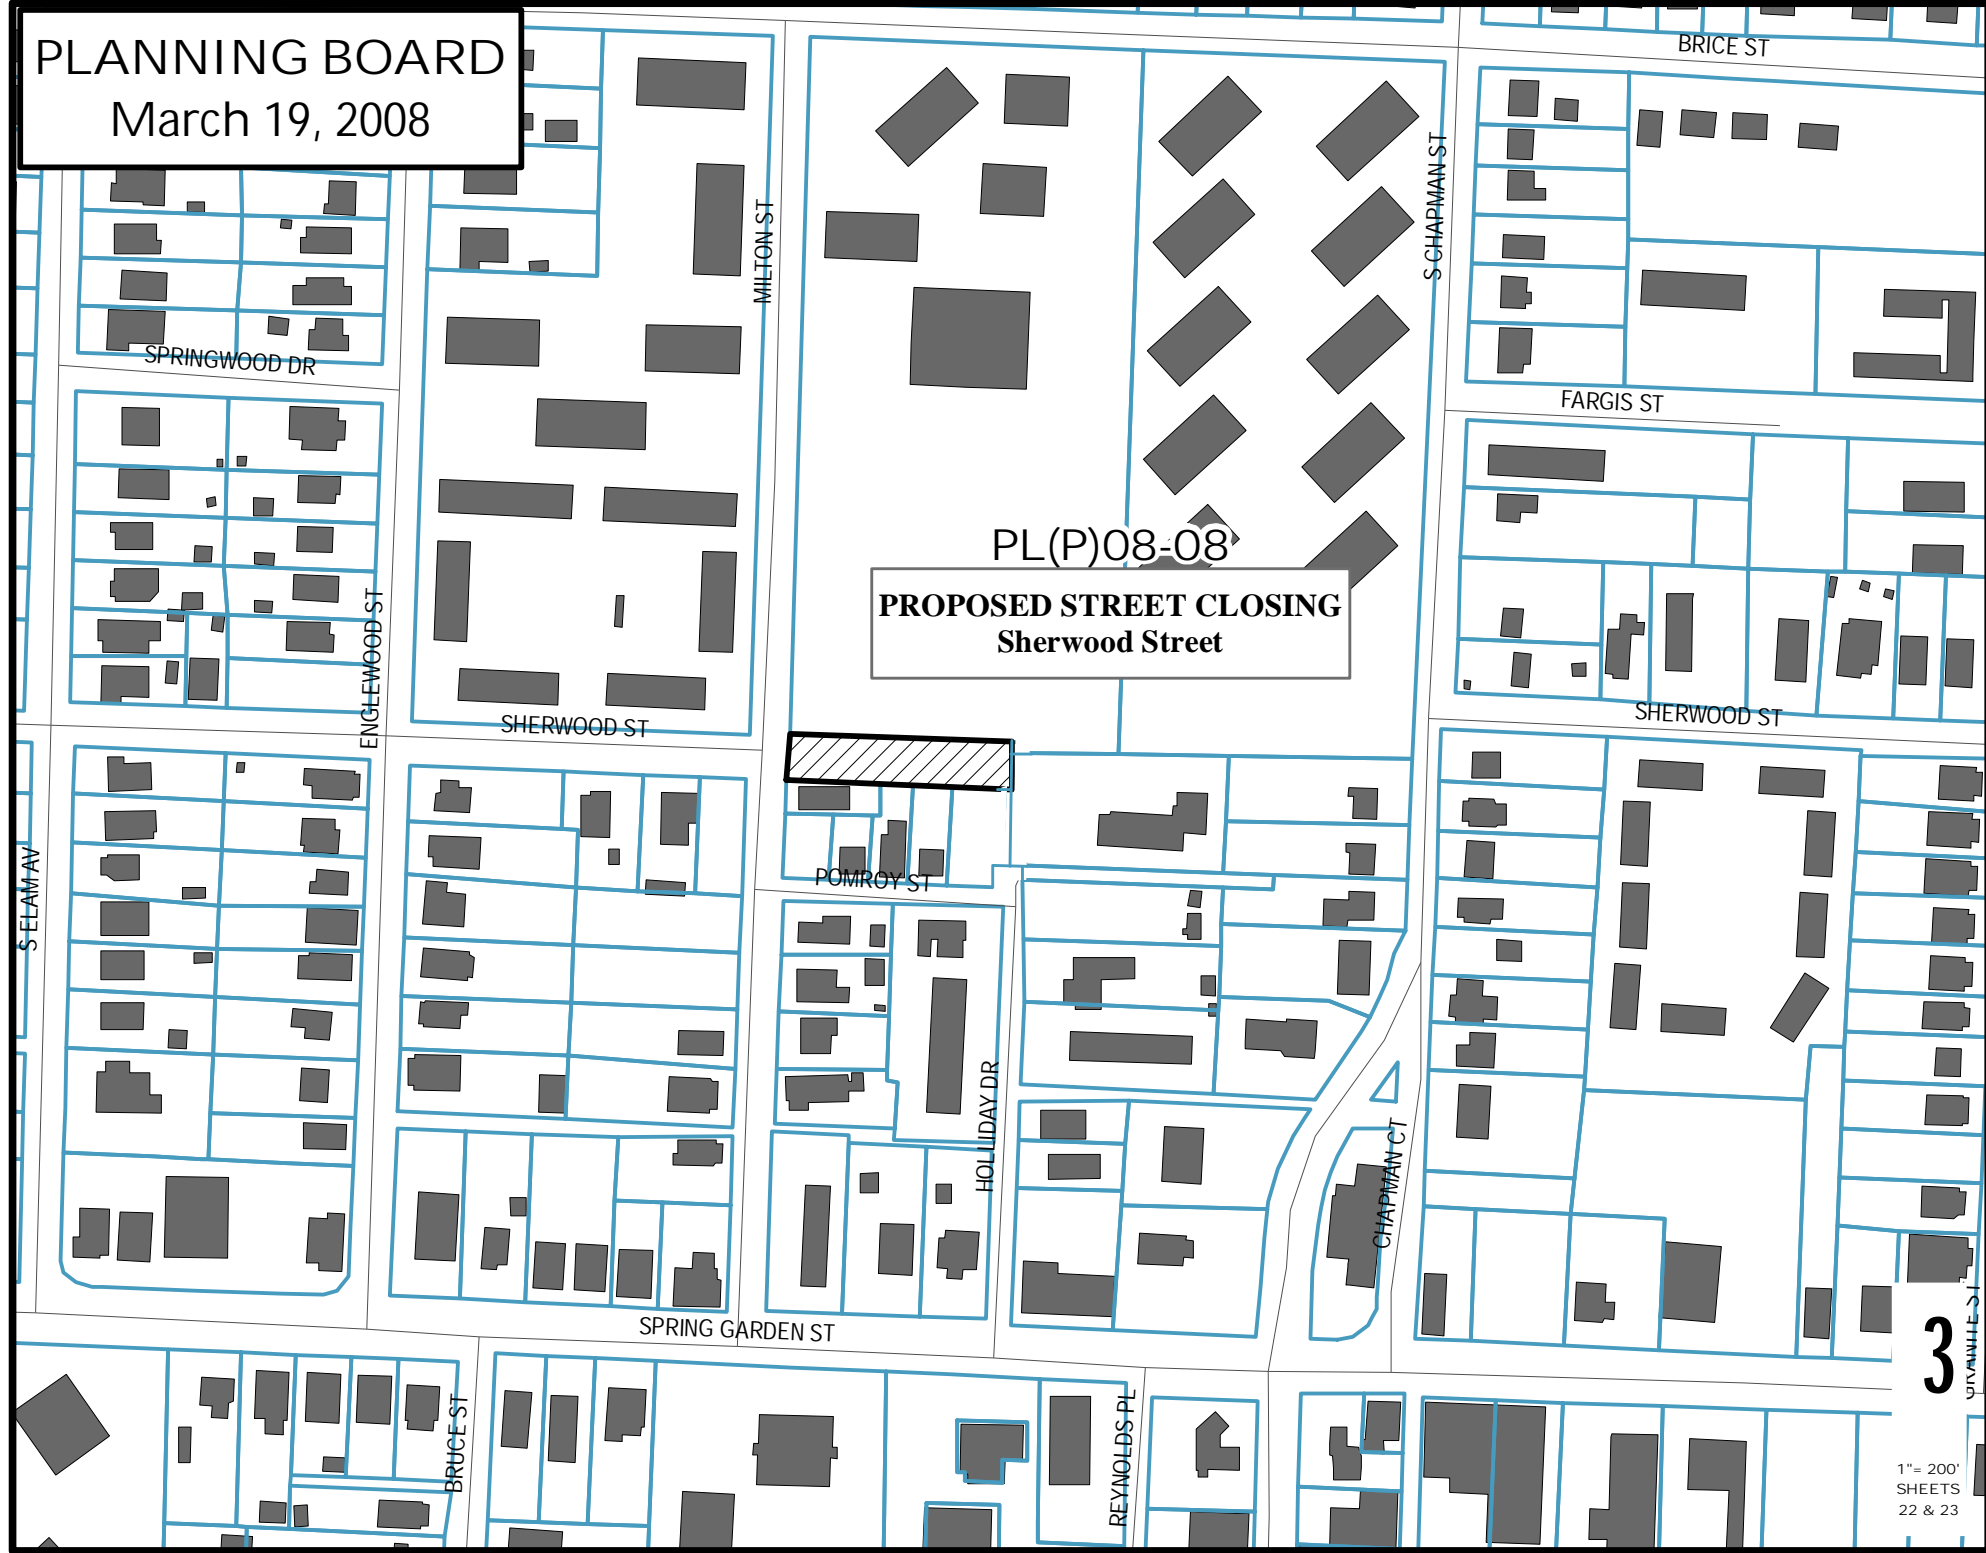 PLANNING BOARD
March 19, 2008
BRICE ST
MILTON ST
S CHAPMAN ST
SPRINGWOOD DR
FARGIS ST
PL(P)08-08
PROPOSED STREET CLOSING
Sherwood Street
ENGLEWOOD ST
SHERWOOD ST
SHERWOOD ST
S ELAM AV
POMROY ST
HOLLIDAY DR
CHAPMAN CT
SPRING GARDEN ST
GRANITE ST
3
BRUCE ST
REYNOLDS PL
1"= 200'
SHEETS
22 & 23